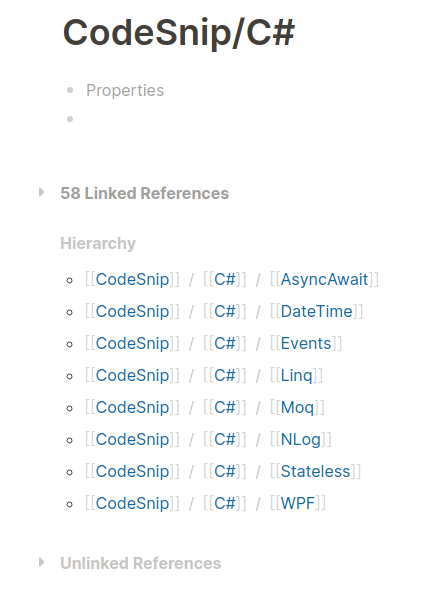 CodeSnip/C#
Properties
58 Linked References
Hierarchy
[[CodeSnip]] / [[C#]] / [[AsyncAwait]]
[[CodeSnip]] / [[C#]] / [[DateTime]]
[[CodeSnip]] / [[C#]] / [[Events]]
[[CodeSnip]] / [[C#]] / [[Linq]]
[[CodeSnip]] / [[C#]] / [[Moq]]
[[CodeSnip]] / [[C#]] / [[NLog]]
[[CodeSnip]] / [[C#]] / [[Stateless]]
[[CodeSnip]] / [[C#]] / [[WPF]]
Unlinked References